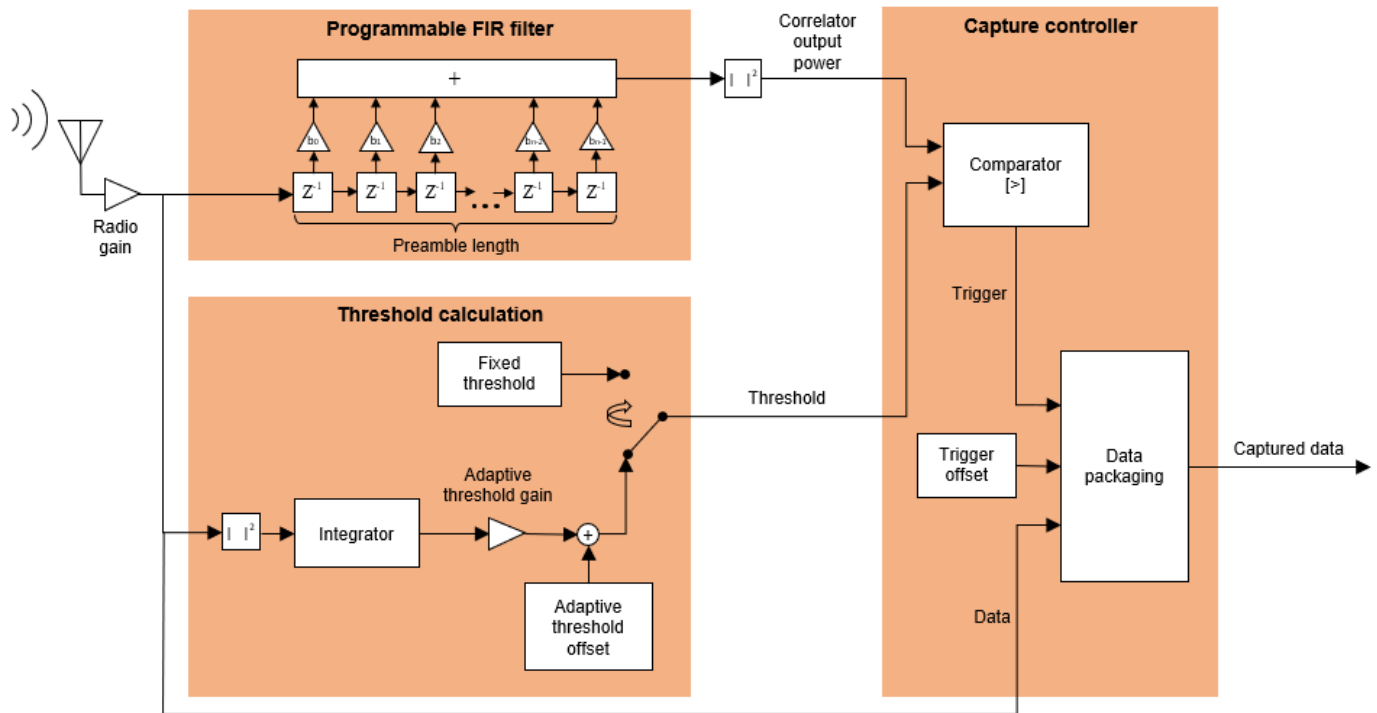 Programmable FIR filter
+
b0
b1
b2
bn-2
bn-1
Z-1
Z-1
Z-1
...
Z-1
Z-1
Preamble length
Radio
gain
| |2
Correlator
output
power
Capture controller
Comparator
[>]
Trigger
Threshold calculation
Fixed
threshold
Threshold
Adaptive
threshold gain
| |2
Integrator
+
Adaptive
threshold
offset
Trigger
offset
Data
packaging
Captured data
Data